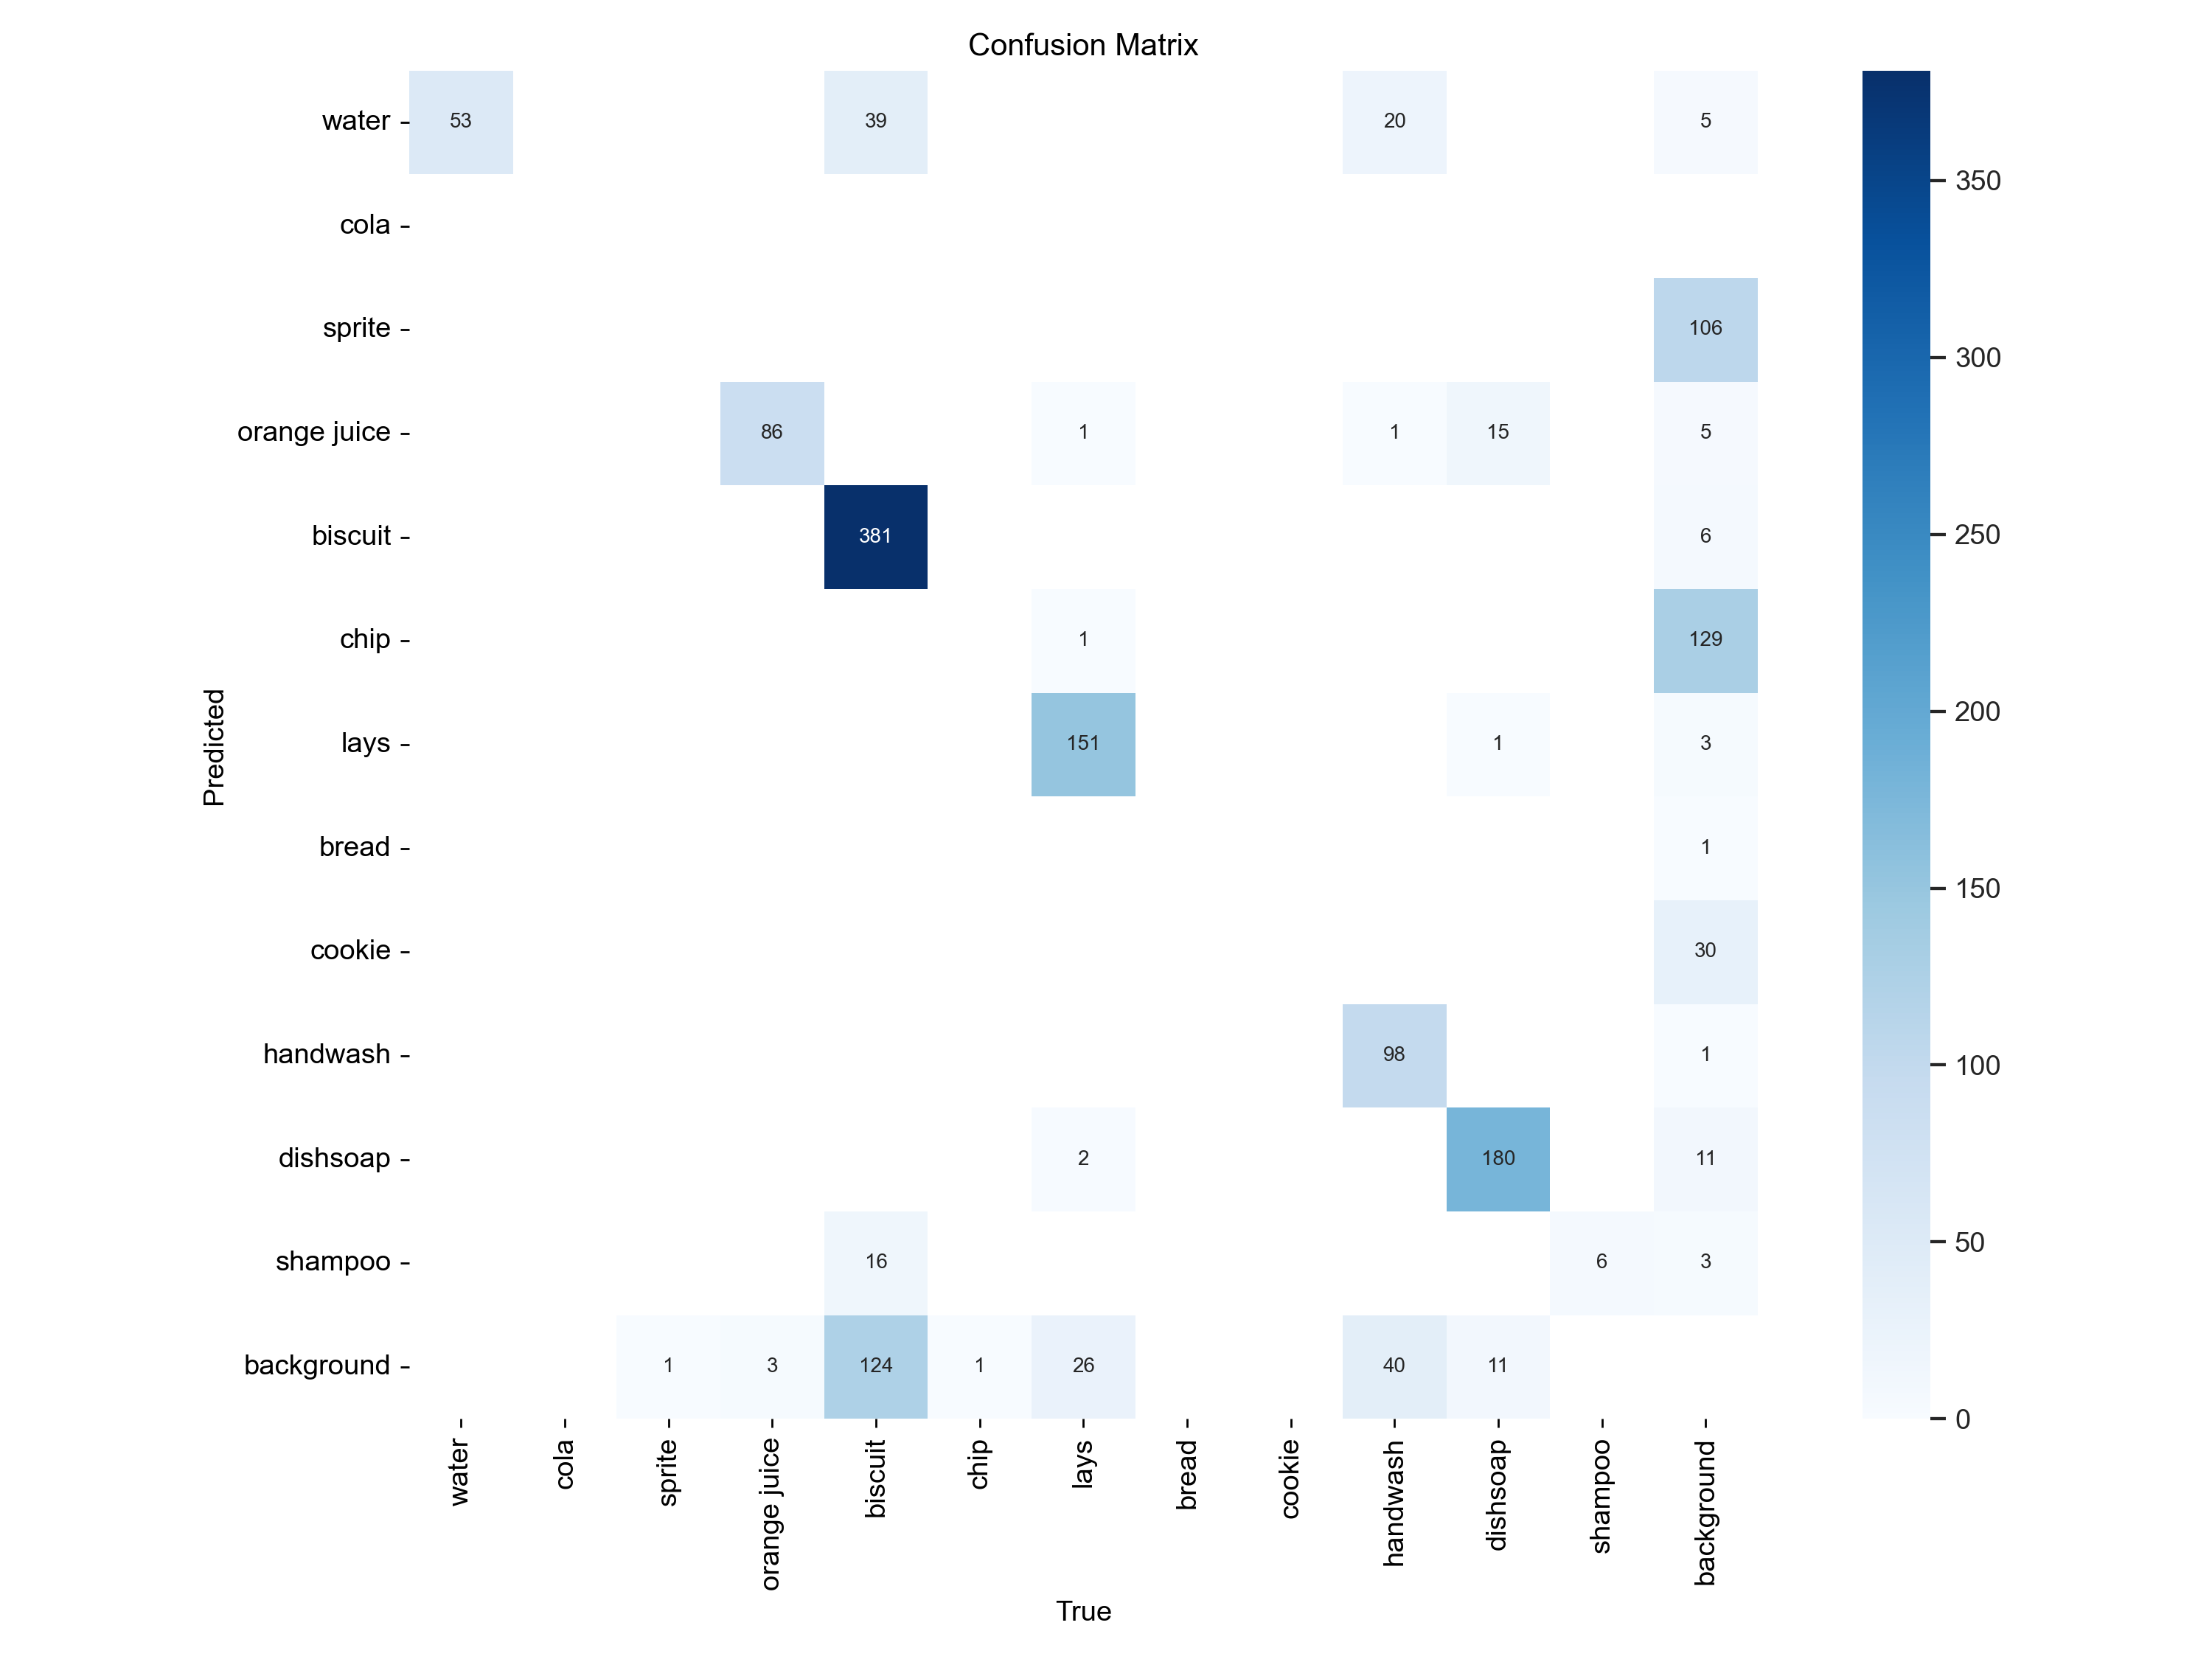 Confusion Matrix
water 53 39 20 5
cola
sprite 106
orange juice 86 1 1 15 5
biscuit 381 6
chip 1 129
lays 151 1 3
bread 1
cookie 30
handwash 98 1
dishsoap 2 180 11
shampoo 16 6 3
background 1 3 124 1 26 40 11
Predicted
water
cola
sprite
orange juice
biscuit
chip
lays
bread
cookie
handwash
dishsoap
shampoo
background
True
350
300
250
200
150
100
50
0